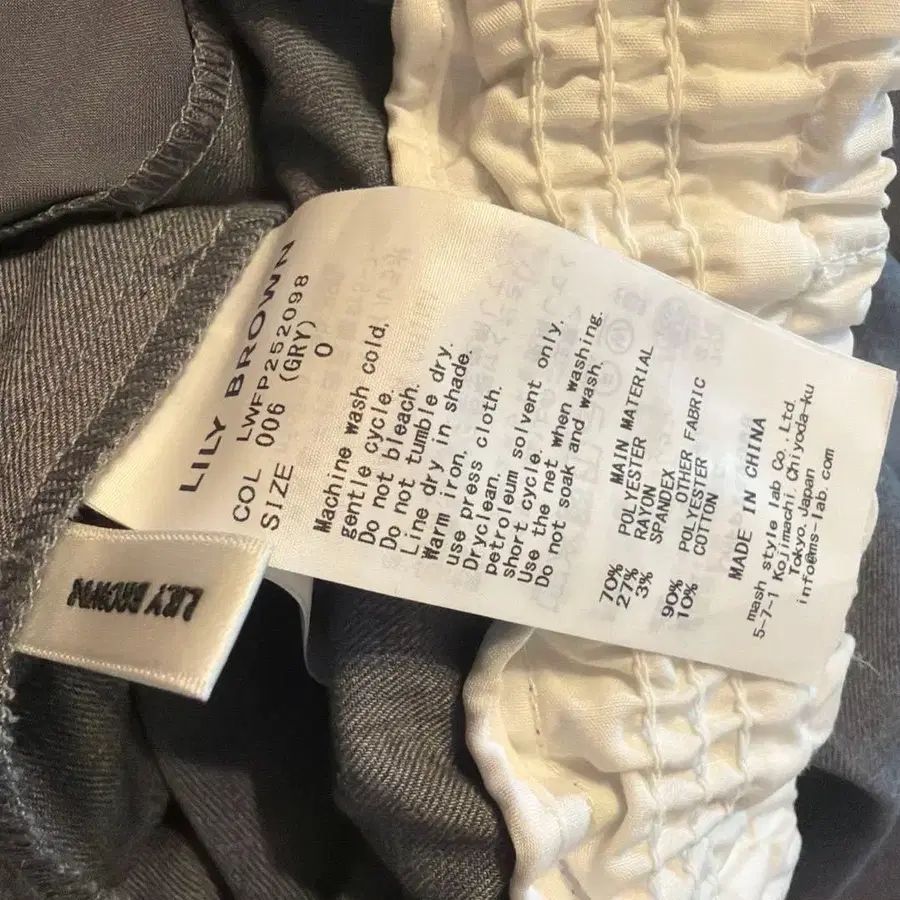 LILY BROWN
LWFP252098
COL 006 (GRY)
SIZE 0
Machine wash cold,
gentle cycle.
Do not bleach.
Do not tumble dry.
Line dry in shade.
Warm iron,
use press cloth.
Dryclean.
petroleum solvent only,
short cycle.
Use the net when washing.
Do not soak and wash.
MAIN MATERIAL
70% POLYESTER
27% RAYON
3% SPANDEX
OTHER FABRIC
90% POLYESTER
10% COTTON
MADE IN CHINA
mash style lab Co.,Ltd.
5-7-1 Kojimachi,Chiyoda-ku
Tokyo,Japan
info@ms-lab.com
LILY BROWN